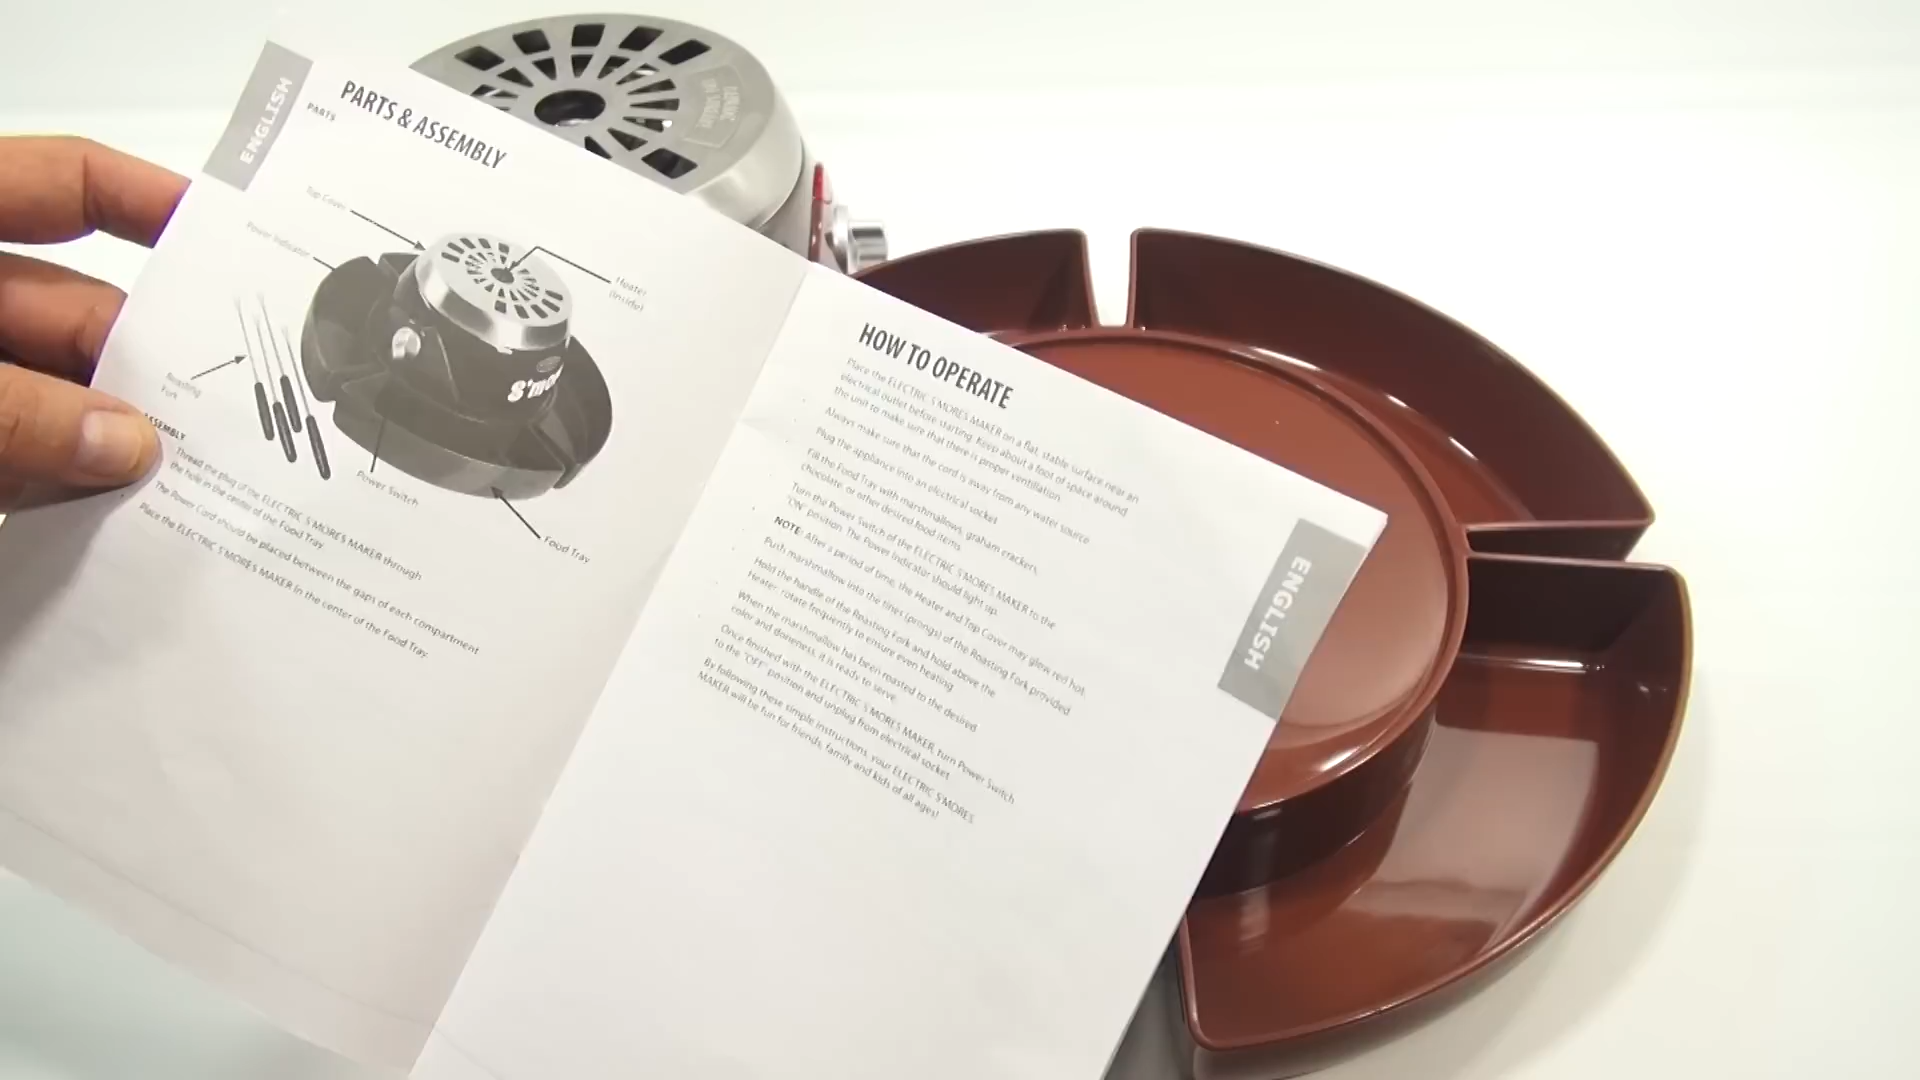 ENGLISH
PARTS & ASSEMBLY
PARTS
Top Cover
Power Indicator
Heater
(Inside)
Roasting
Fork
S'mo
Power Switch
Food Tray
ASSEMBLY
Thread the plug of the ELECTRIC S'MORES MAKER through
the hole in the center of the Food Tray.
The Power Cord should be placed between the gaps of each compartment
Place the ELECTRIC S'MORES MAKER in the center of the Food Tray.
HOW TO OPERATE
Place the ELECTRIC S'MORES MAKER on a flat, stable surface near an
electrical outlet before starting. Keep about a foot of space around
the unit to make sure that there is proper ventilation.
Always make sure that the cord is away from any water source
Plug the appliance into an electrical socket
Fill the Food Tray with marshmallows, graham crackers,
chocolate, or other desired food items.
Turn the Power Switch of the ELECTRIC S'MORES MAKER to the
"ON" position. The Power Indicator should light up.
NOTE: After a period of time, the Heater and Top Cover may glow red hot.
Push marshmallow into the tines (prongs) of the Roasting Fork provided
Hold the handle of the Roasting Fork, and hold above the
Heater, rotate frequently to ensure even heating
When the marshmallow has been roasted to the desired
color and doneness, it is ready to serve.
Once finished with the ELECTRIC S'MORES MAKER, turn Power Switch
to the "OFF" position and unplug from electrical socket
By following these simple instructions, your ELECTRIC S'MORES
MAKER will be fun for friends, family and kids of all ages!
ENGLISH